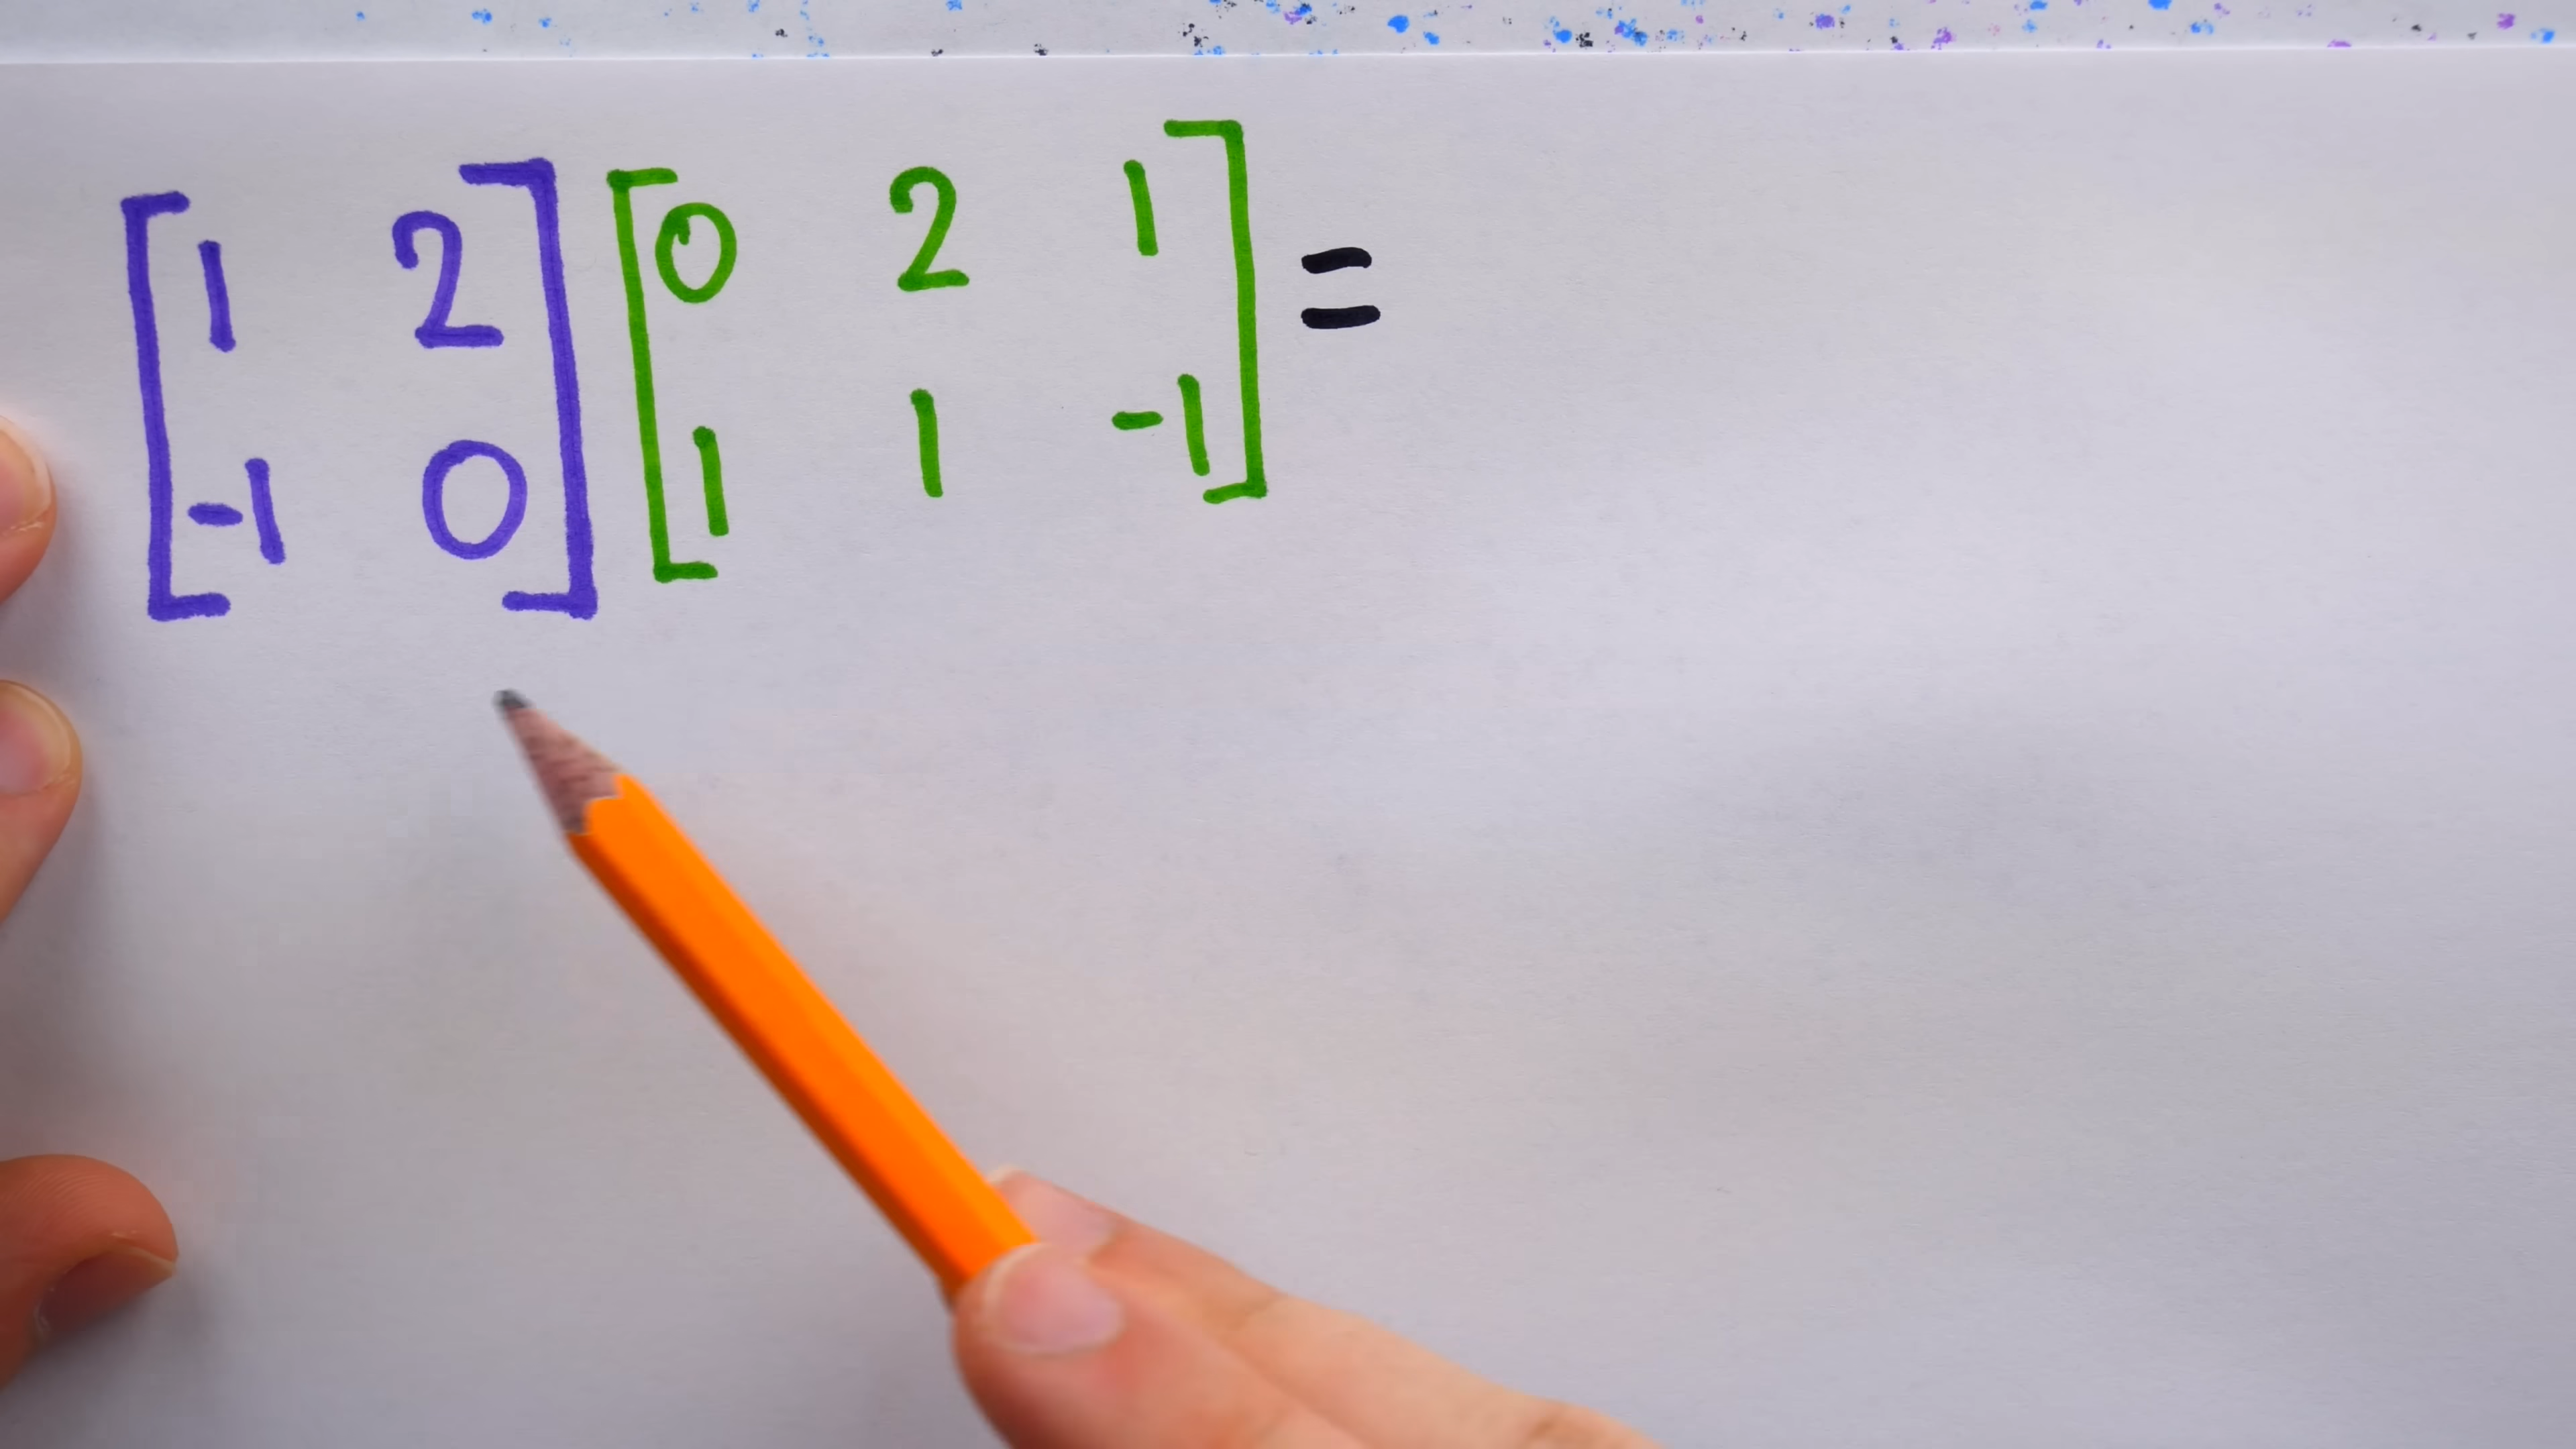 [ 1 2 ] [ 0 2 1 ] =
[ -1 0 ] [ 1 1 -1 ]